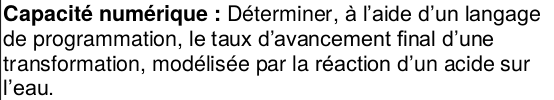 Capacité numérique : Déterminer, à l’aide d’un langage
de programmation, le taux d’avancement final d’une
transformation, modélisée par la réaction d’un acide sur
l’eau.